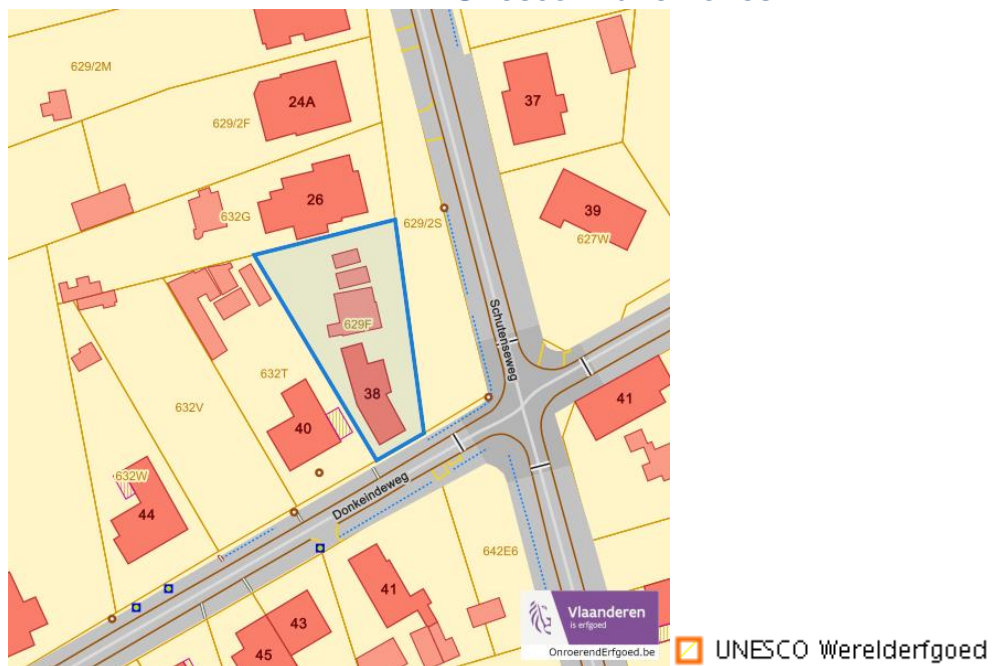 629/2M
24A
629/2F
37
26
632G
629/2S
39
627W
629F
Schutenseweg
632T
38
632V
40
41
632W
44
Donkeindeweg
642E6
41
43
45
Vlaanderen
is erfgoed
OnroerendErfgoed.be
UNESCO Werelderfgoed